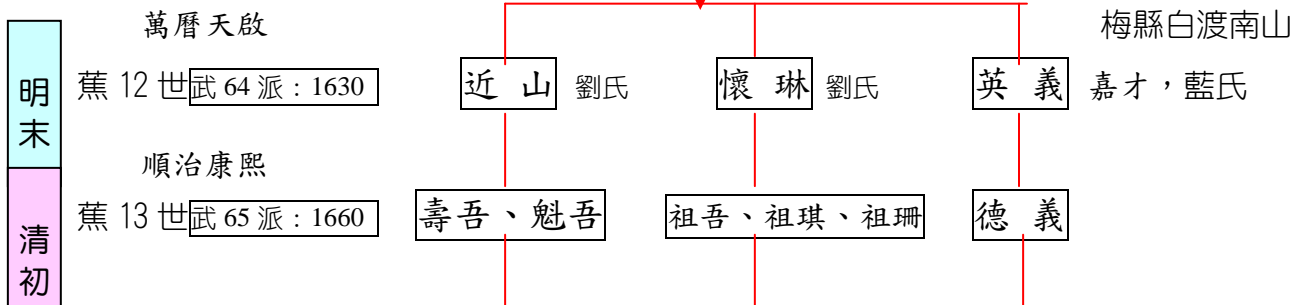 梅縣白渡南山
萬曆天啟
明末
蕉 12 世 武 64 派：1630 近 山 劉氏 懷 琳 劉氏 英 義 嘉才，藍氏
順治康熙
清初
蕉 13 世 武 65 派：1660 壽吾、魁吾 祖吾、祖琪、祖珊 德 義